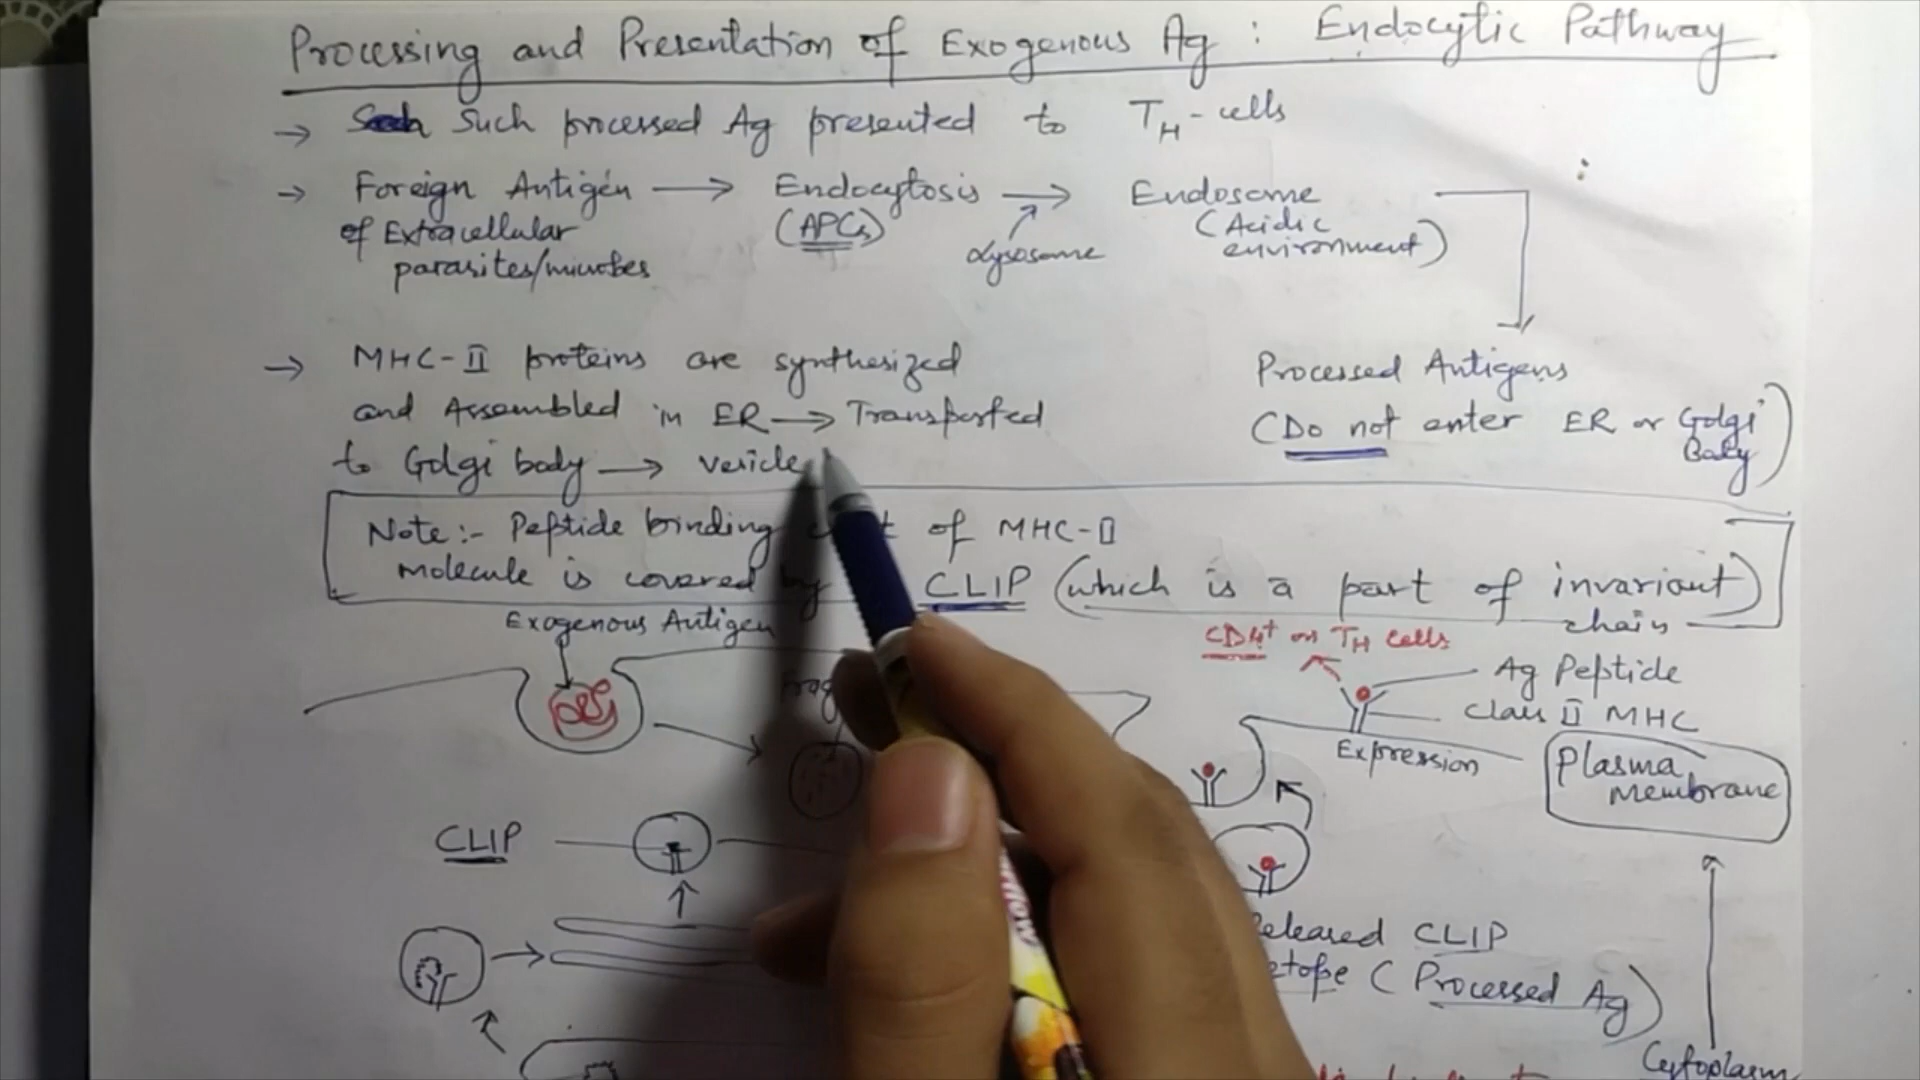 Processing and Presentation of Exogenous Ag : Endocytic Pathway
→ Such processed Ag presented to TH-cells
→ Foreign Antigen → Endocytosis → Endosome
of Extracellular (APCs) Lysosome (Acidic
parasites/microbes environment)
→ MHC-II proteins are synthesized
and Assembled in ER → Transported
to Golgi body → vesicle
Processed Antigens
(Do not enter ER or Golgi
Body)
Note:- Peptide binding of MHC-II
molecule is covered by CLIP (which is a part of invariant)
chain
Exogenous Antigen
CD4+ on TH cells
Ag Peptide
Class II MHC
Expression
Plasma
Membrane
CLIP
CLIP
(Processed Ag)
Cytoplasm